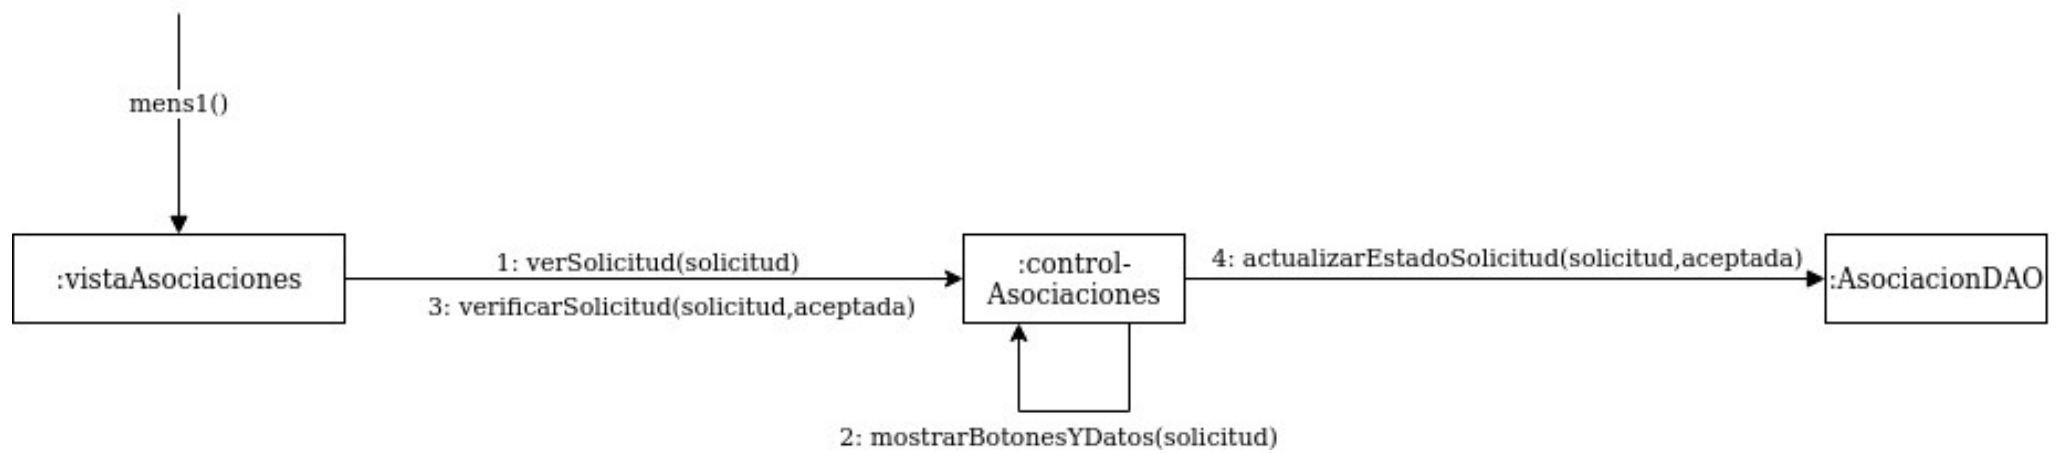 mens1()
:vistaAsociaciones
1: verSolicitud(solicitud)
3: verificarSolicitud(solicitud,aceptada)
:control-
Asociaciones
4: actualizarEstadoSolicitud(solicitud,aceptada)
:AsociacionDAO
2: mostrarBotonesYDatos(solicitud)